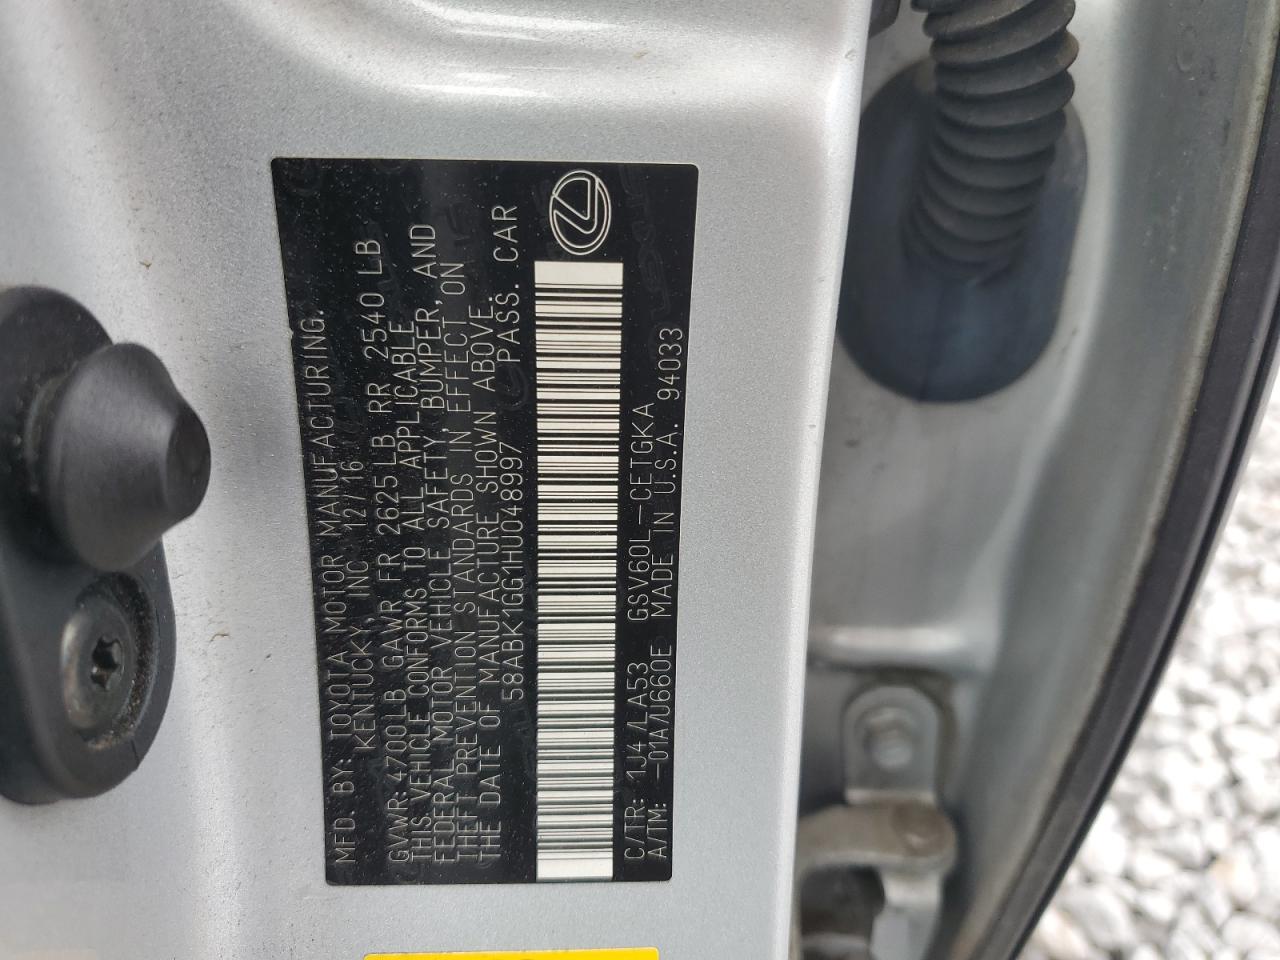 MFD. BY: TOYOTA MOTOR MANUFACTURING,
KENTUCKY, INC. 12/16
GVWR: 4700LB GAWR FR 2625LB RR 2540 LB
THIS VEHICLE CONFORMS TO ALL APPLICABLE
FEDERAL MOTOR VEHICLE SAFETY, BUMPER, AND
THEFT PREVENTION STANDARDS IN EFFECT ON
THE DATE OF MANUFACTURE SHOWN ABOVE.
58ABK1GG1HU048997 PASS. CAR
C/TR: 1J4/LA53 GSV60L-CETGKA
A/TM: -01A/U660E MADE IN U.S.A. 94033